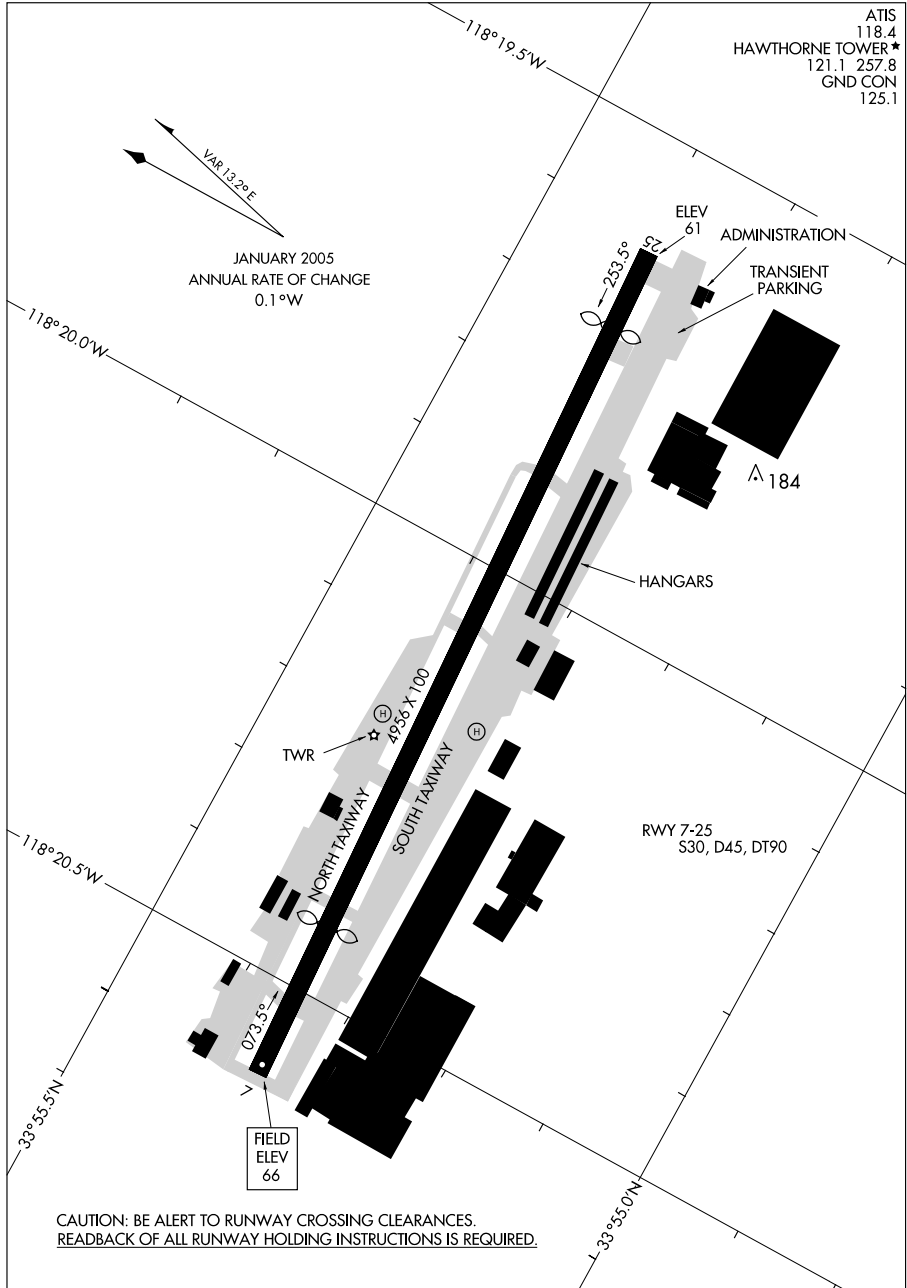 ATIS
118.4
HAWTHORNE TOWER★
121.1 257.8
GND CON
125.1
118°19.5'W
VAR 13.2° E
JANUARY 2005
ANNUAL RATE OF CHANGE
0.1°W
ELEV
61
25
253.5°
ADMINISTRATION
TRANSIENT
PARKING
118°20.0'W
184
HANGARS
H
4956 X 100
H
TWR
SOUTH TAXIWAY
NORTH TAXIWAY
RWY 7-25
S30, D45, DT90
118°20.5'W
073.5°
7
33°55.5'N
FIELD
ELEV
66
33°55.0'N
CAUTION: BE ALERT TO RUNWAY CROSSING CLEARANCES.
READBACK OF ALL RUNWAY HOLDING INSTRUCTIONS IS REQUIRED.